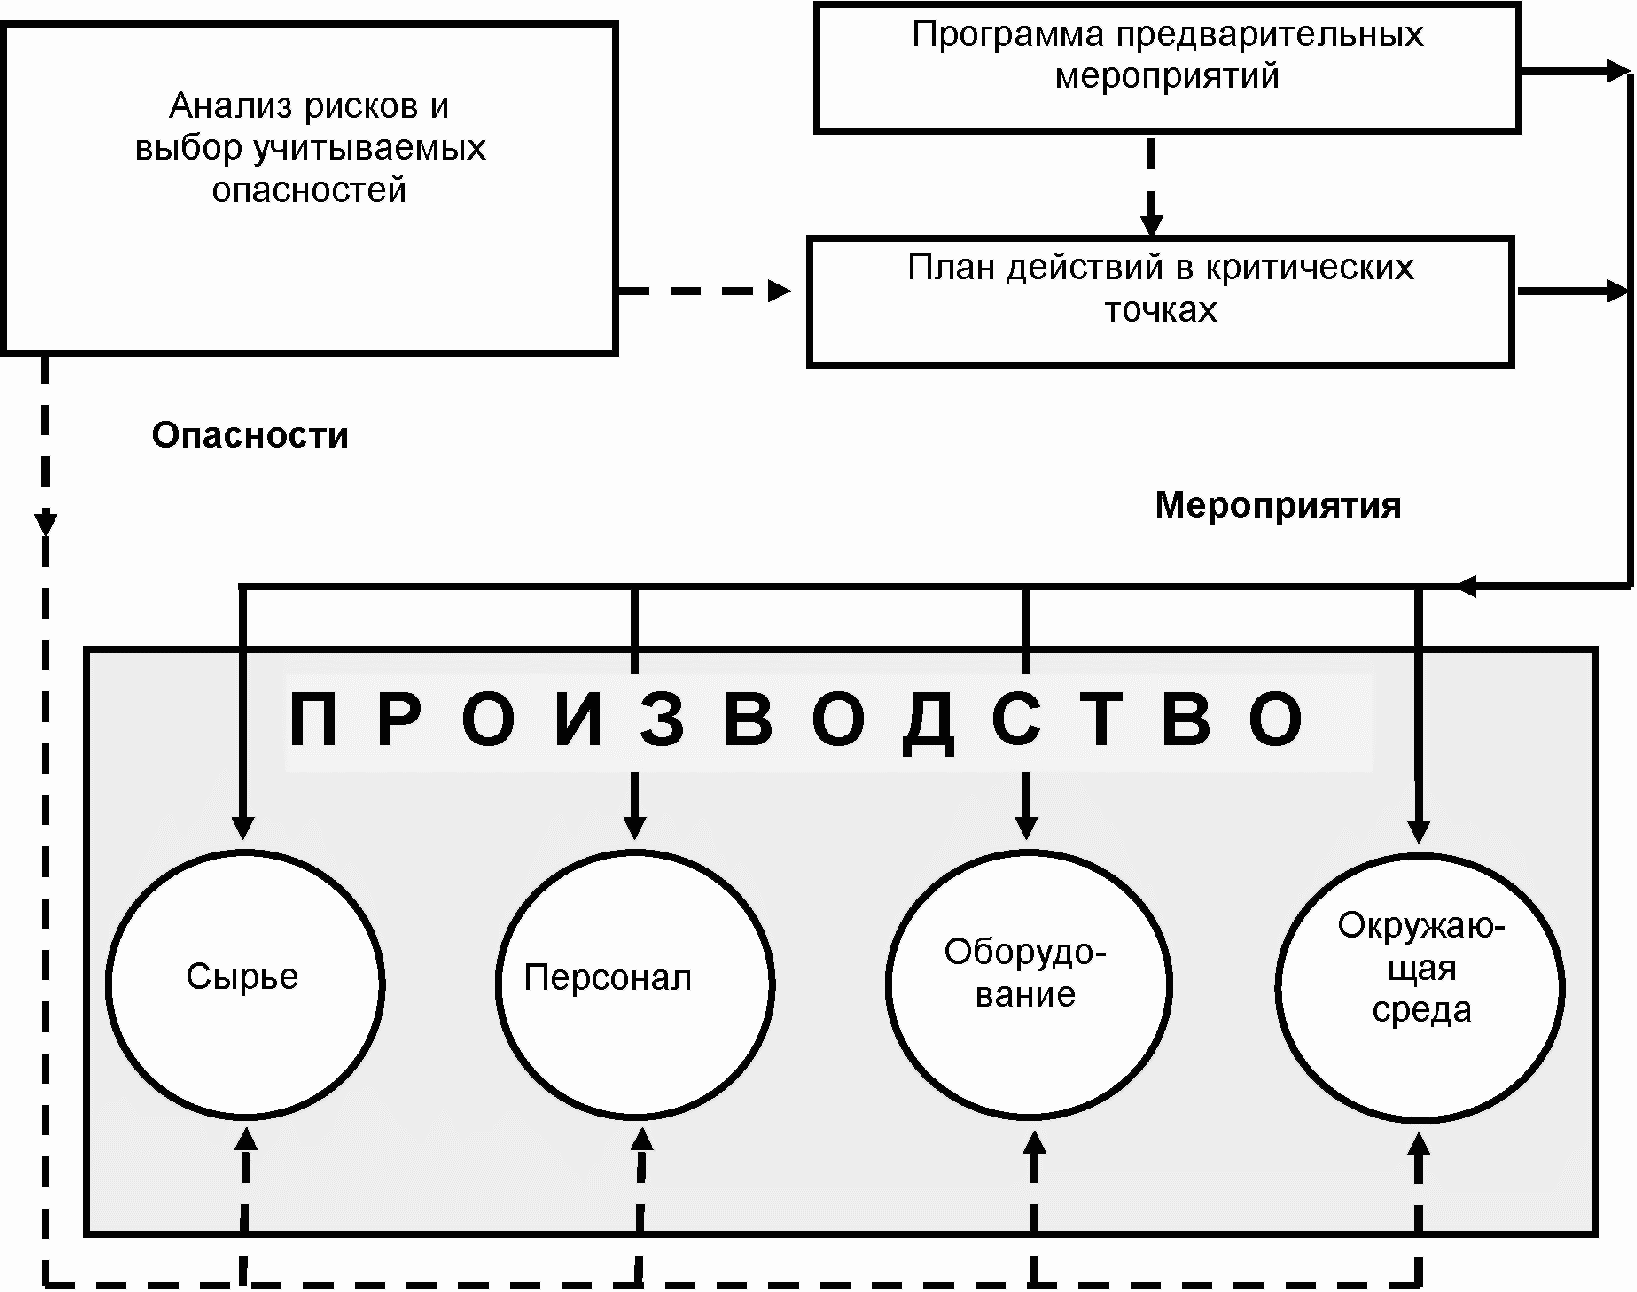 Анализ рисков и
выбор учитываемых
опасностей
Программа предварительных
мероприятий
План действий в критических
точках
Опасности
Мероприятия
П Р О И З В О Д С Т В О
Сырье
Персонал
Оборудо-
вание
Окружаю-
щая
среда